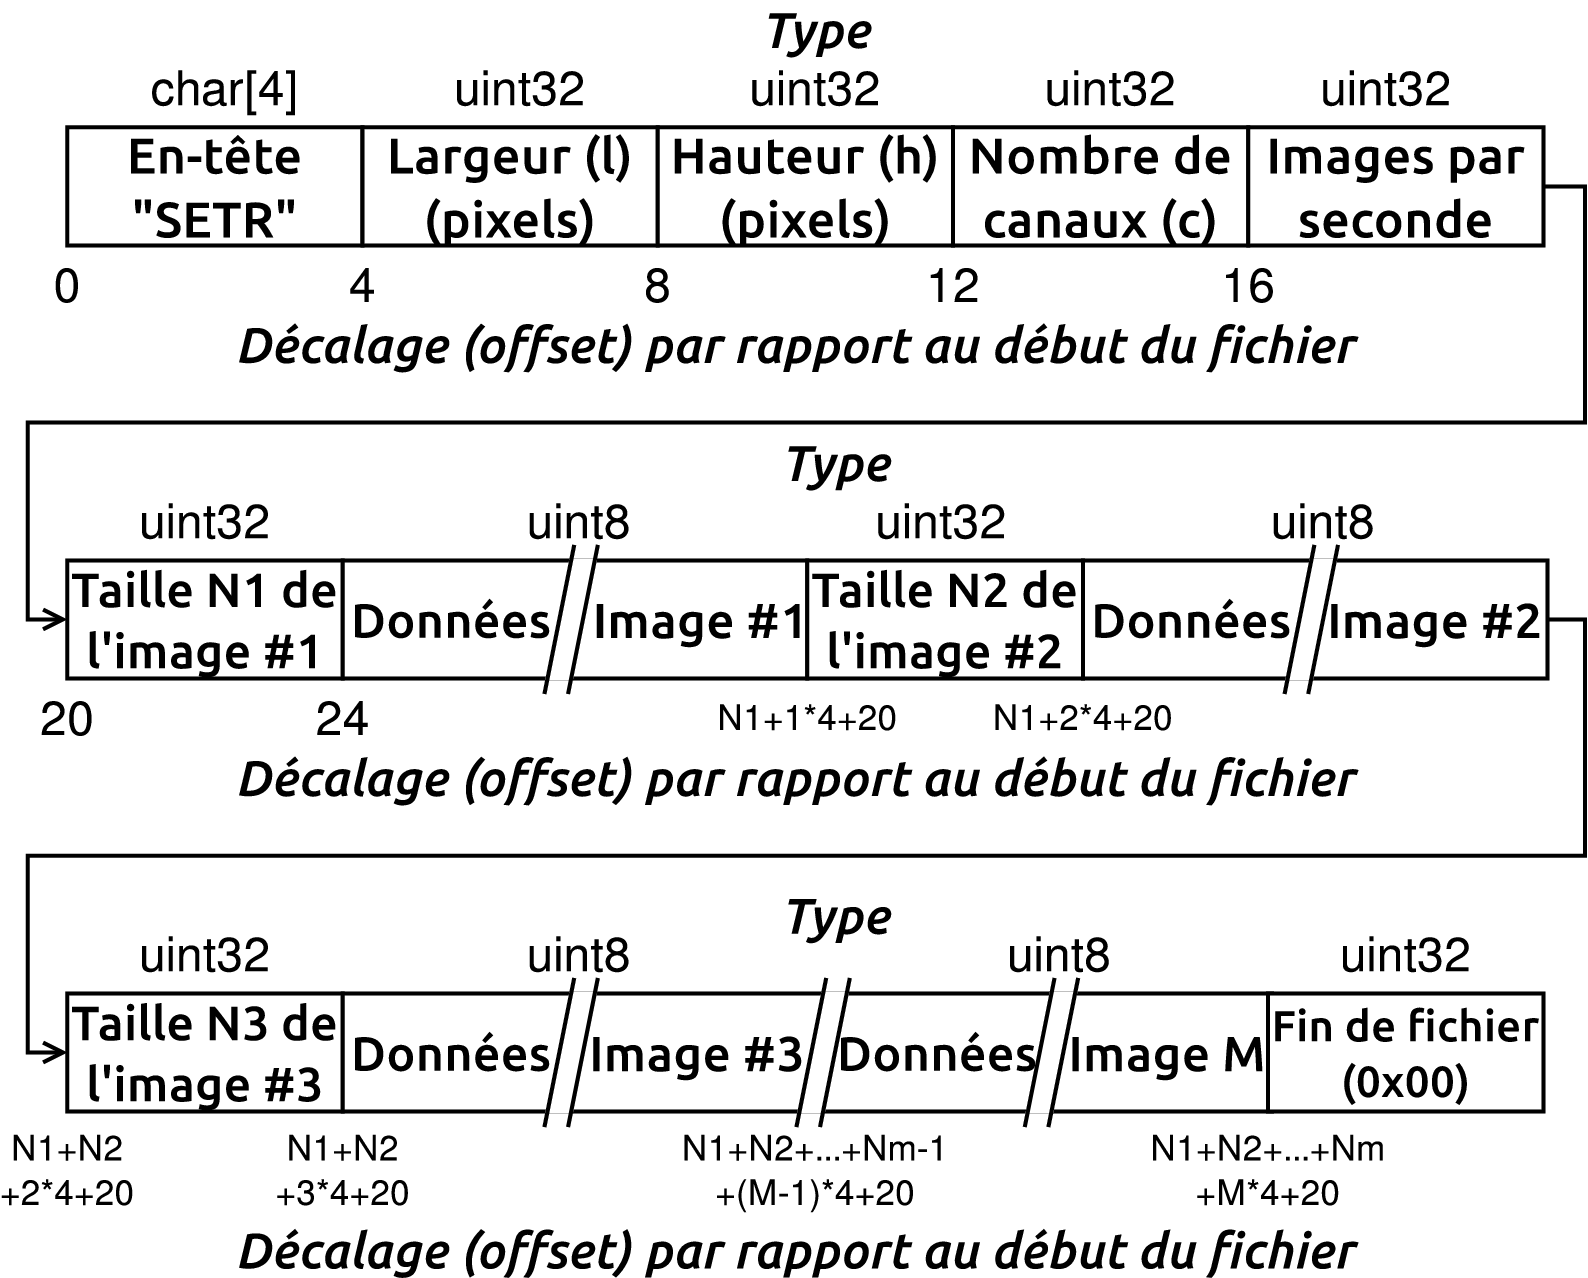 Type
char[4] uint32 uint32 uint32 uint32
En-tête Largeur (l) Hauteur (h) Nombre de Images par
"SETR" (pixels) (pixels) canaux (c) seconde
0 4 8 12 16
Décalage (offset) par rapport au début du fichier
Type
uint32 uint8 uint32 uint8
Taille N1 de Données Image #1 Taille N2 de Données Image #2
l'image #1 l'image #2
20 24 N1+1*4+20 N1+2*4+20
Décalage (offset) par rapport au début du fichier
Type
uint32 uint8 uint8 uint32
Taille N3 de Données Image #3 Données Image M Fin de fichier
l'image #3 (0x00)
N1+N2 N1+N2 N1+N2+...+Nm-1 N1+N2+...+Nm
+2*4+20 +3*4+20 +(M-1)*4+20 +M*4+20
Décalage (offset) par rapport au début du fichier